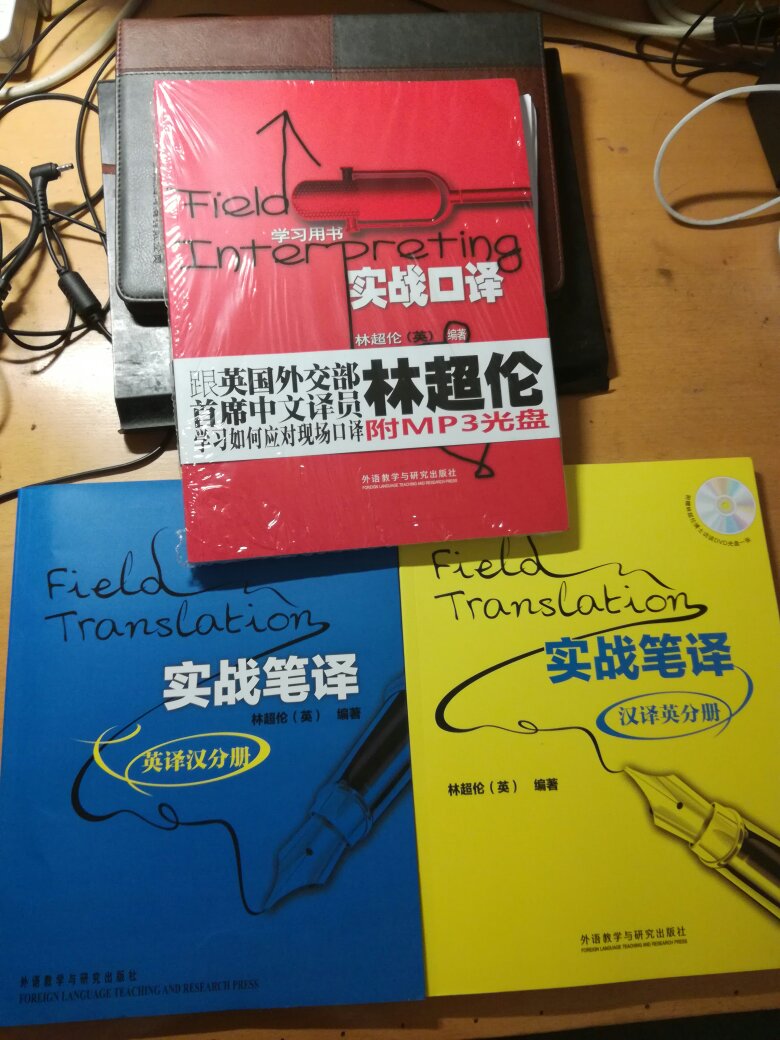 Field
学习用书
Interpreting
实战口译
林超伦（英） 编著
跟英国外交部
首席中文译员
学习如何应对现场口译
林超伦
附MP3光盘
外语教学与研究出版社
FOREIGN LANGUAGE TEACHING AND RESEARCH PRESS
Field
Translation
实战笔译
林超伦（英） 编著
英译汉分册
外语教学与研究出版社
FOREIGN LANGUAGE TEACHING AND RESEARCH PRESS
Field
Translation
实战笔译
汉译英分册
林超伦（英） 编著
外语教学与研究出版社
FOREIGN LANGUAGE TEACHING AND RESEARCH PRESS